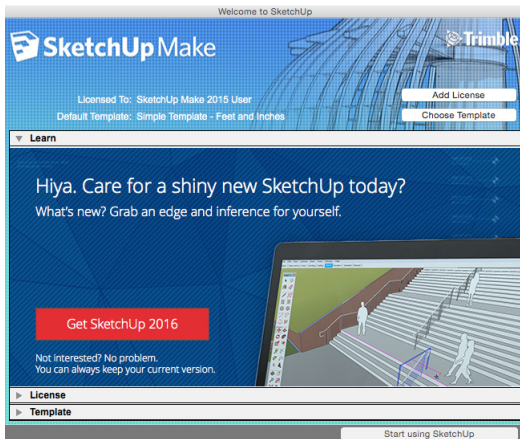 Welcome to SketchUp
SketchUp Make
Trimble
Licensed To: SketchUp Make 2015 User
Add License
Default Template: Simple Template - Feet and Inches
Choose Template
Learn
Hiya. Care for a shiny new SketchUp today?
What's new? Grab an edge and inference for yourself.
Get SketchUp 2016
Not interested? No problem.
You can always keep your current version.
License
Template
Start using SketchUp